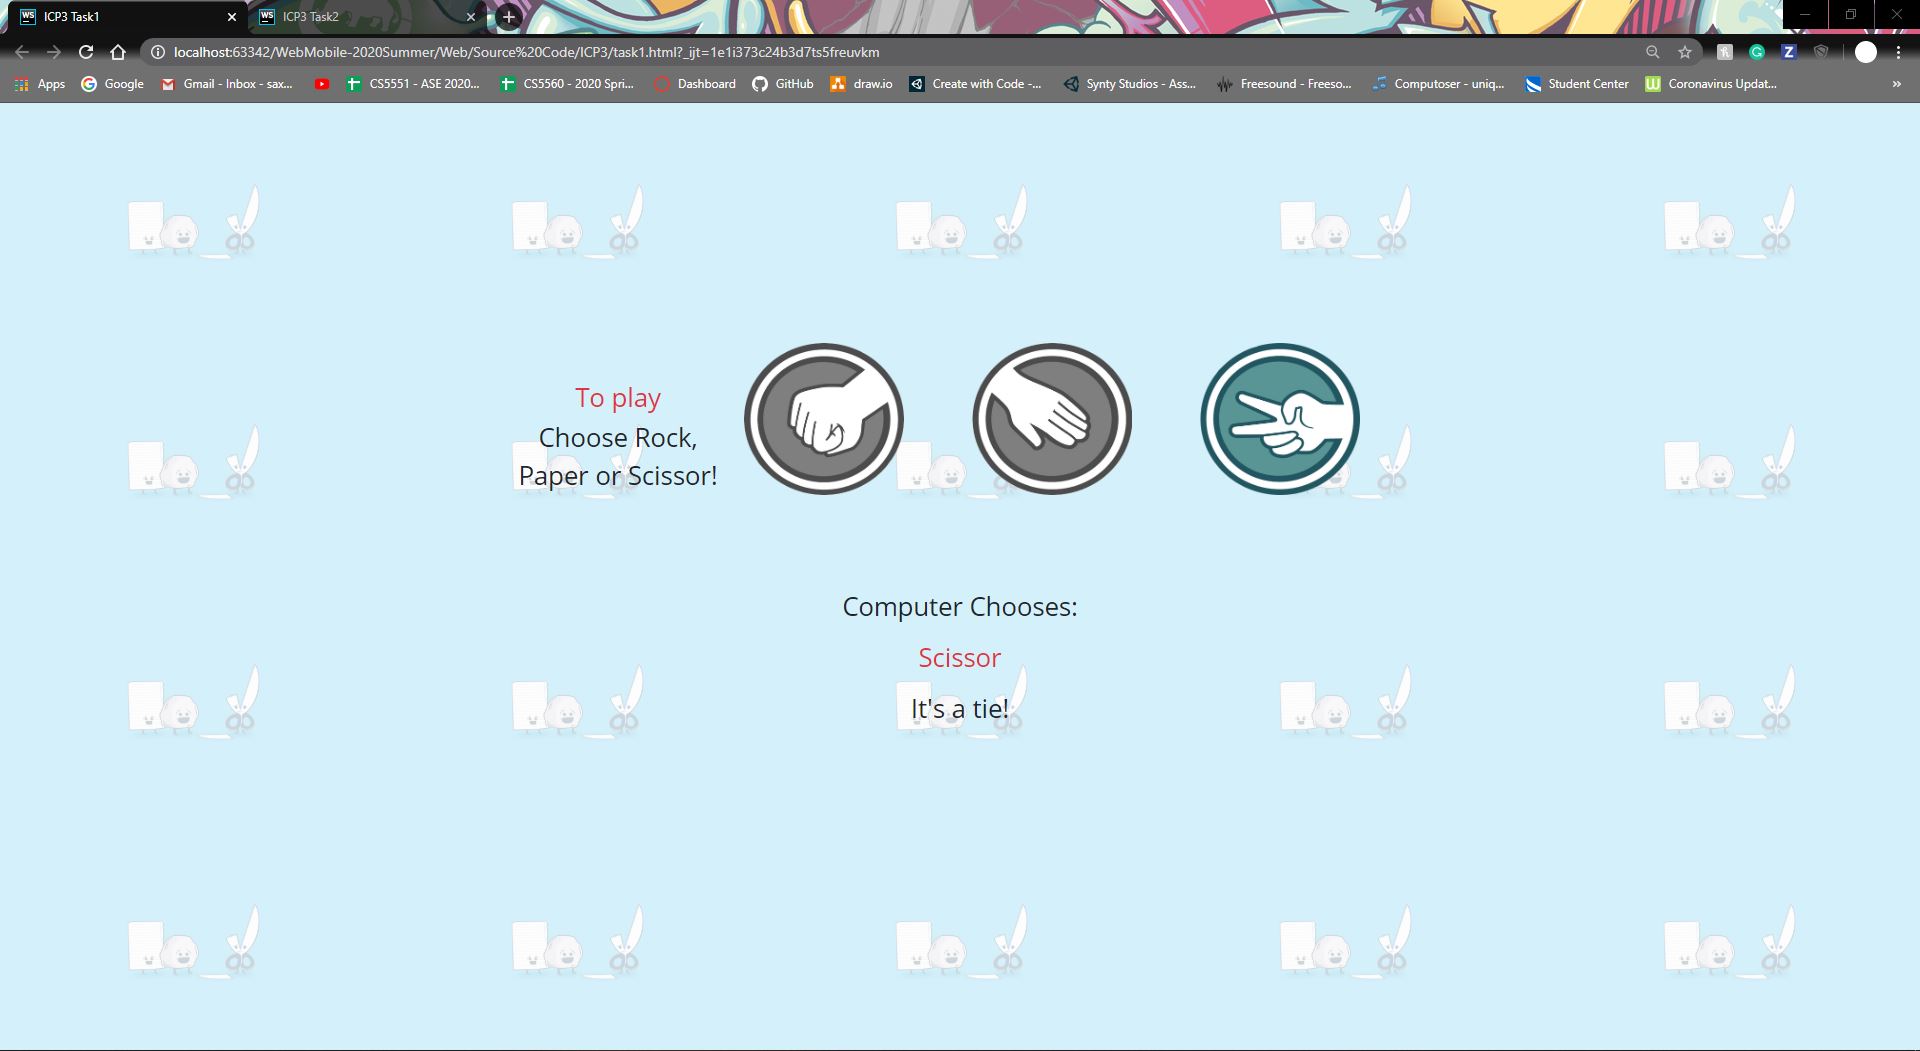 WS ICP3 Task1
WS ICP3 Task2
localhost:63342/WebMobile-2020Summer/Web/Source%20Code/ICP3/task1.html?_ijt=1e1i373c24b3d7ts5freuvkm
Apps Google Gmail - Inbox - sax... CS5551 - ASE 2020... CS5560 - 2020 Spri... Dashboard GitHub draw.io Create with Code -... Synty Studios - Ass... Freesound - Freeso... Computoser - uniq... Student Center Coronavirus Updat... »
To play
Choose Rock,
Paper or Scissor!
Computer Chooses:
Scissor
It's a tie!